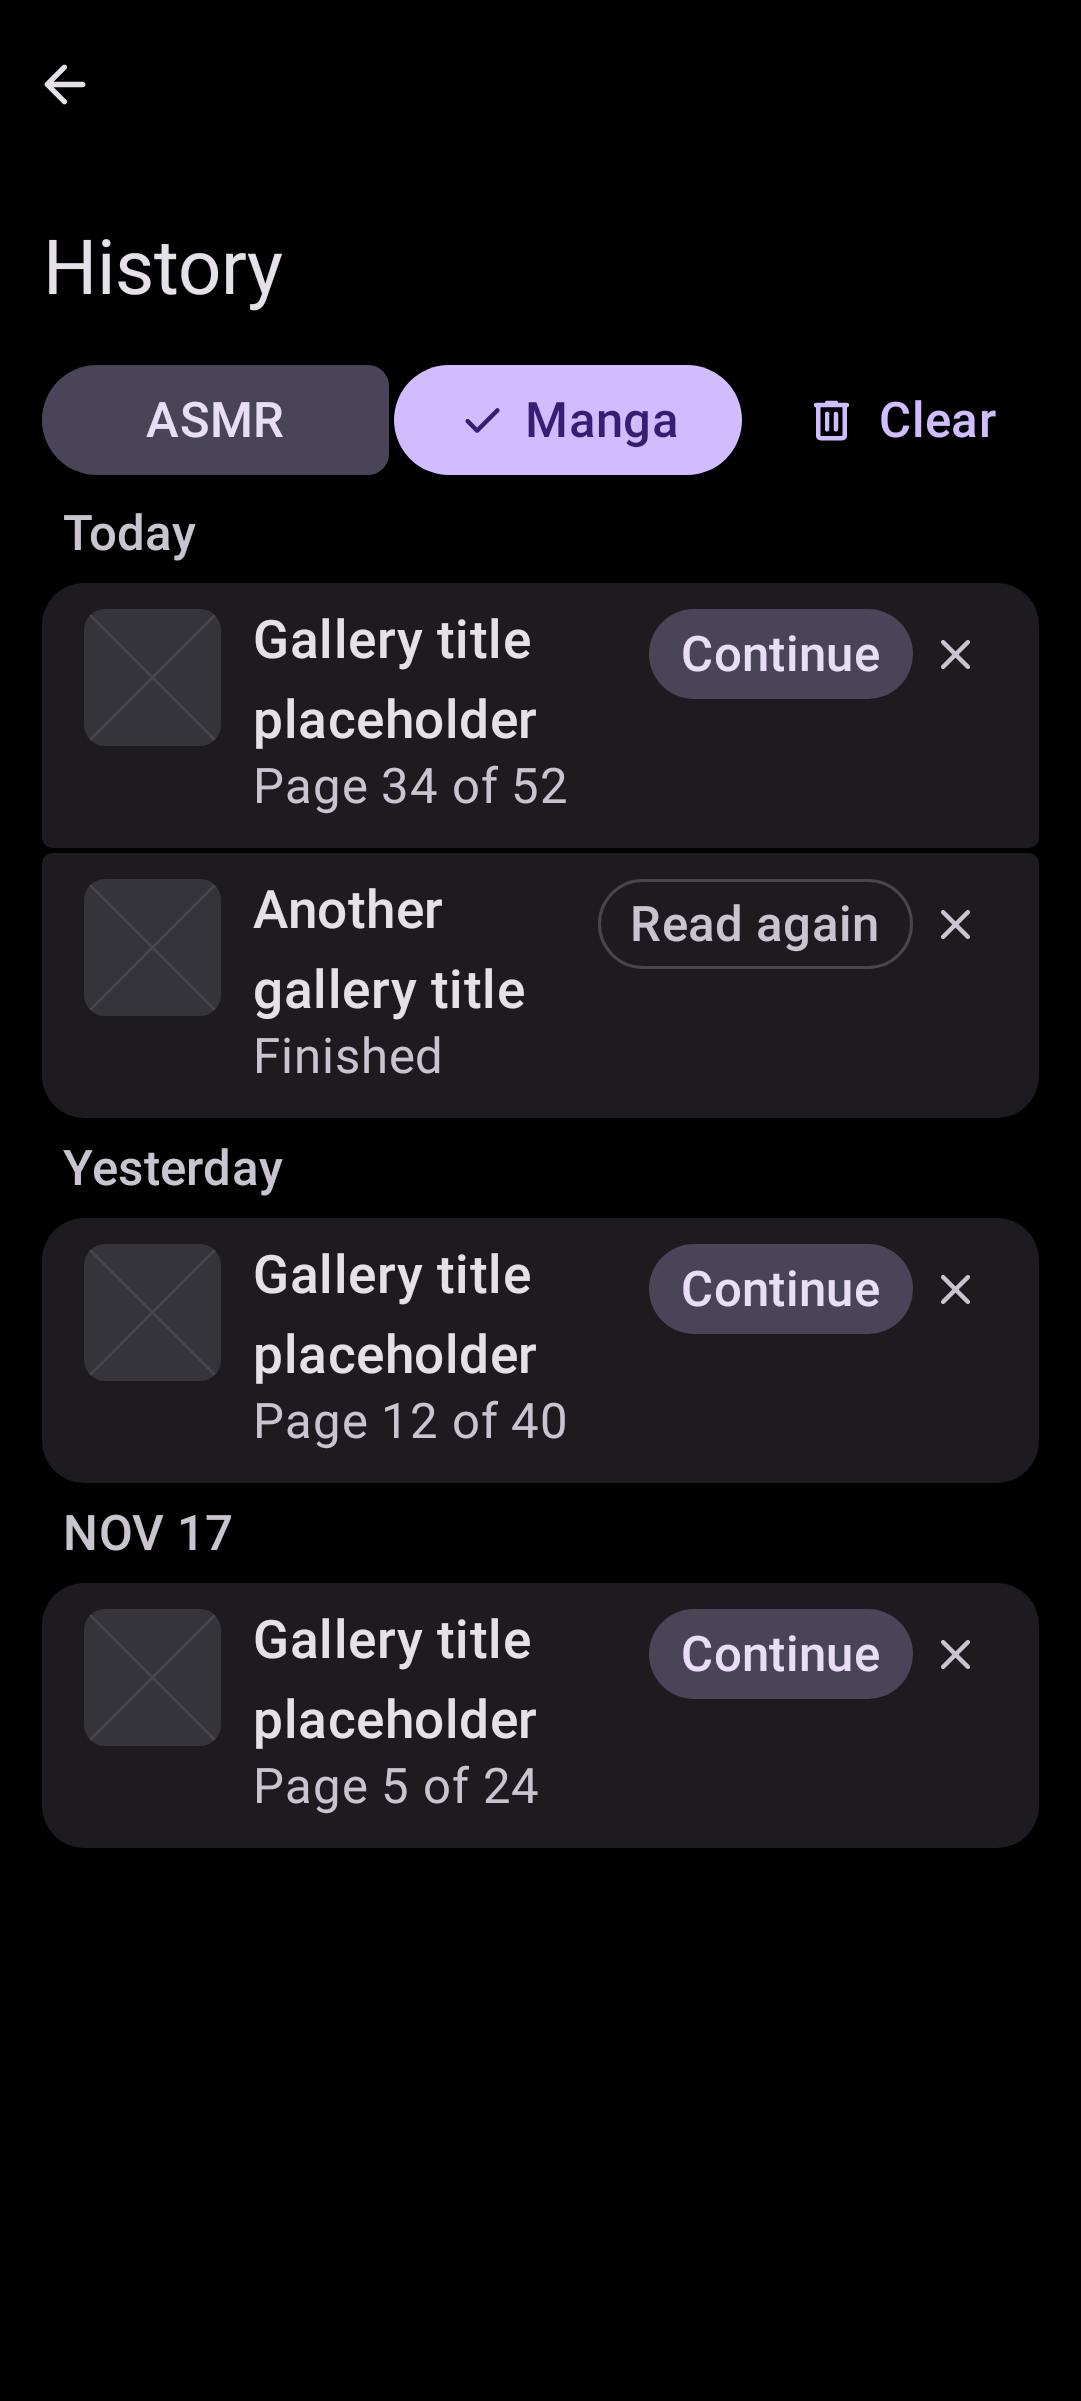 History
ASMR
Manga
Clear
Today
Gallery title
placeholder
Page 34 of 52
Continue
Another
gallery title
Finished
Read again
Yesterday
Gallery title
placeholder
Page 12 of 40
Continue
NOV 17
Gallery title
placeholder
Page 5 of 24
Continue